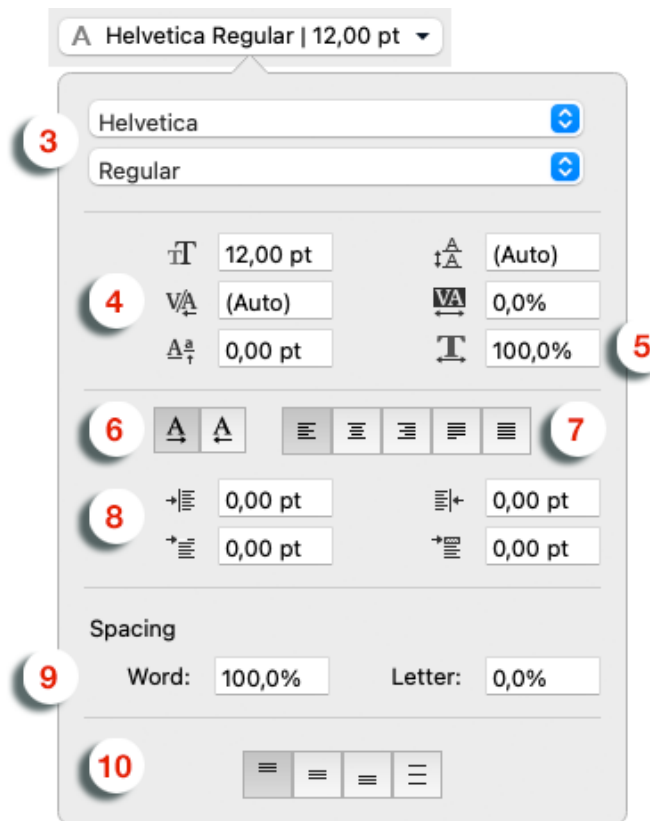 A Helvetica Regular | 12,00 pt
3
Helvetica
Regular
4
12,00 pt
(Auto)
(Auto)
0,0%
0,00 pt
100,0%
5
6
7
8
0,00 pt
0,00 pt
0,00 pt
0,00 pt
Spacing
9
Word: 100,0% Letter: 0,0%
10